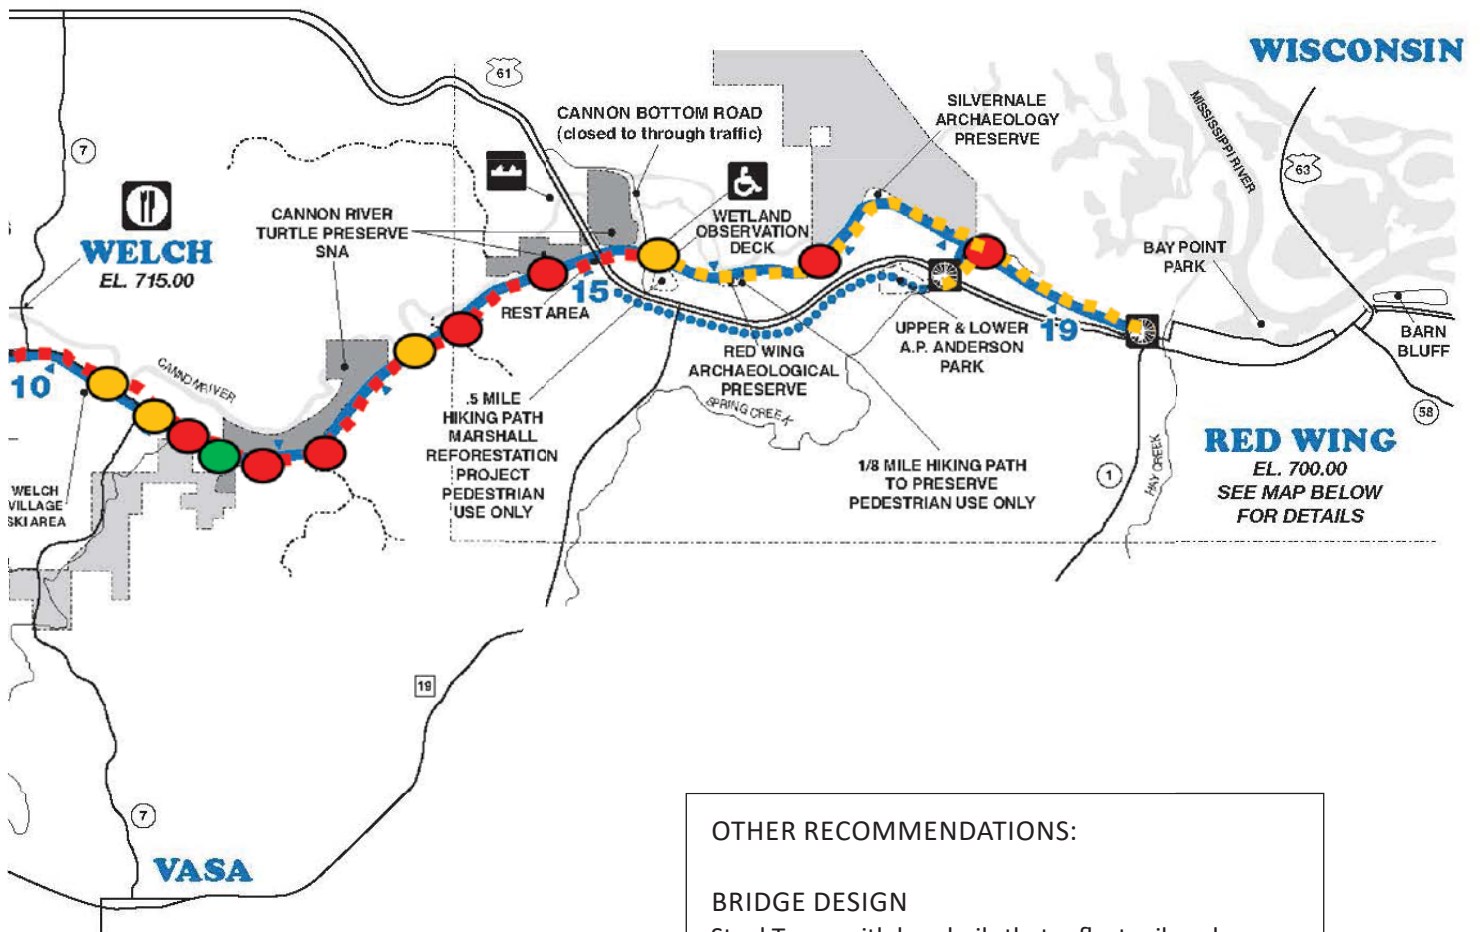 WISCONSIN
61
CANNON BOTTOM ROAD
(closed to through traffic)
SILVERNALE
ARCHAEOLOGY
PRESERVE
MISSISSIPPI RIVER
63
7
WELCH
EL. 715.00
CANNON RIVER
TURTLE PRESERVE
SNA
WETLAND
OBSERVATION
DECK
BAY POINT
PARK
15
REST AREA
UPPER & LOWER
A.P. ANDERSON
PARK
19
BARN
BLUFF
RED WING
ARCHAEOLOGICAL
PRESERVE
10
.5 MILE
HIKING PATH
MARSHALL
REFORESTATION
PROJECT
PEDESTRIAN
USE ONLY
SPRING CREEK
58
1/8 MILE HIKING PATH
TO PRESERVE
PEDESTRIAN USE ONLY
1
HAY CREEK
RED WING
EL. 700.00
SEE MAP BELOW
FOR DETAILS
WELCH
VILLAGE
SKI AREA
19
7
VASA
OTHER RECOMMENDATIONS:
BRIDGE DESIGN